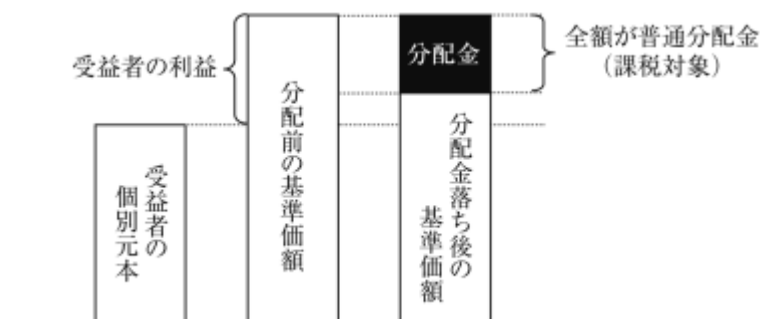 受益者の利益
分配金
全額が普通分配金
(課税対象)
受益者の
個別元本
分配前の基準価額
分配金落ち後の
基準価額